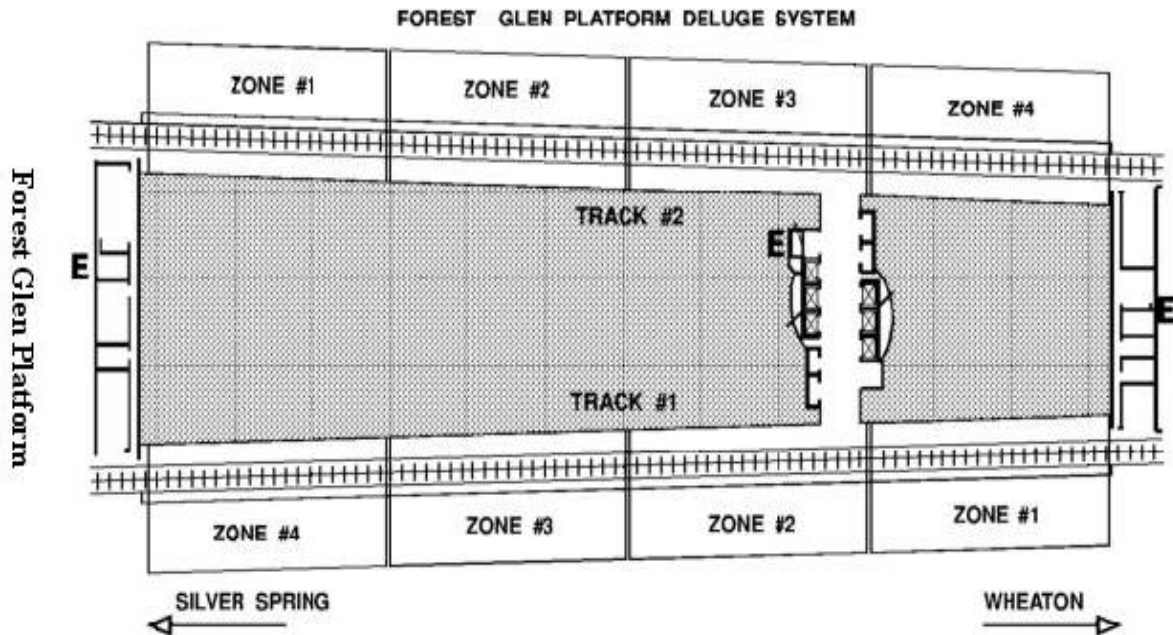 FOREST GLEN PLATFORM DELUGE SYSTEM
ZONE #1
ZONE #2
ZONE #3
ZONE #4
Forest Glen Platform
TRACK #2
E
E
E
TRACK #1
ZONE #4
ZONE #3
ZONE #2
ZONE #1
SILVER SPRING
WHEATON